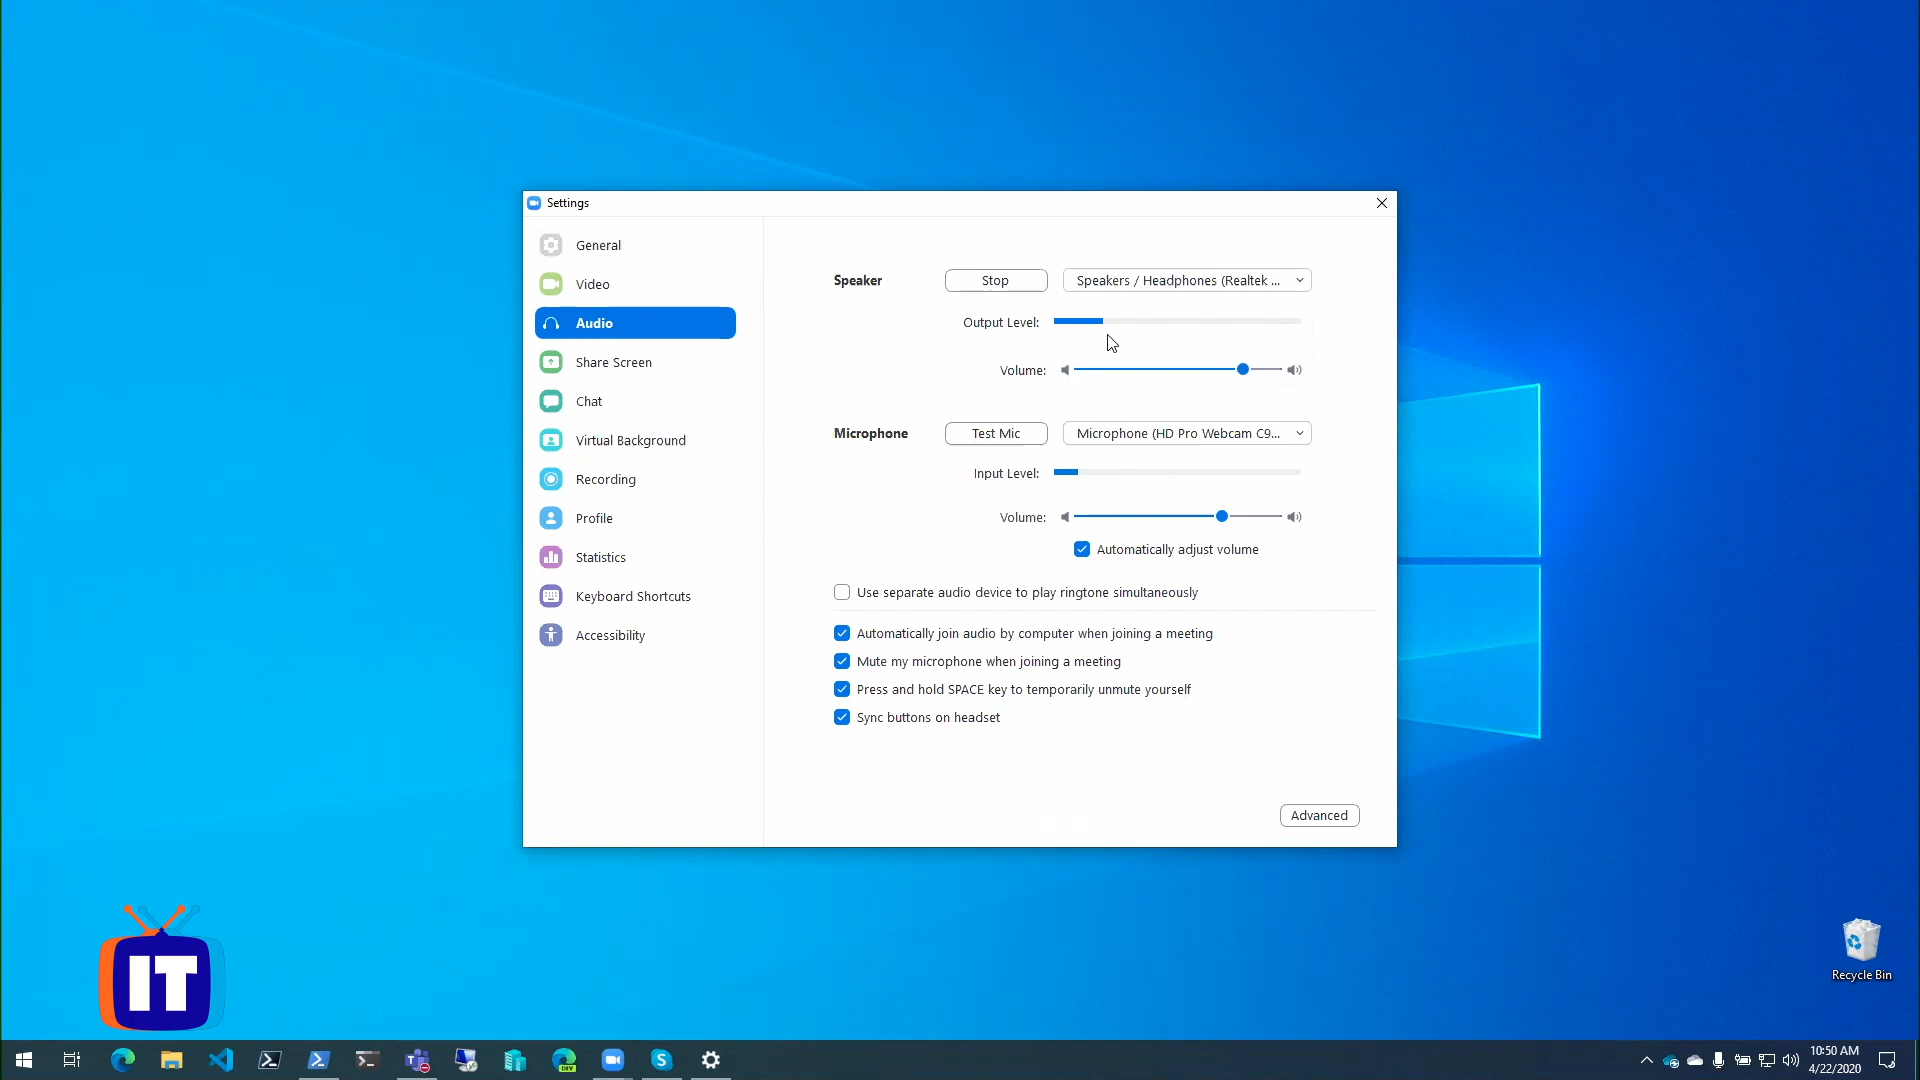 Settings
General
Video
Audio
Share Screen
Chat
Virtual Background
Recording
Profile
Statistics
Keyboard Shortcuts
Accessibility
Speaker
Stop
Speakers / Headphones (Realtek ...
Output Level:
Volume:
Microphone
Test Mic
Microphone (HD Pro Webcam C9...
Input Level:
Volume:
Automatically adjust volume
Use separate audio device to play ringtone simultaneously
Automatically join audio by computer when joining a meeting
Mute my microphone when joining a meeting
Press and hold SPACE key to temporarily unmute yourself
Sync buttons on headset
Advanced
IT
Recycle Bin
DEV
10:50 AM
4/22/2020